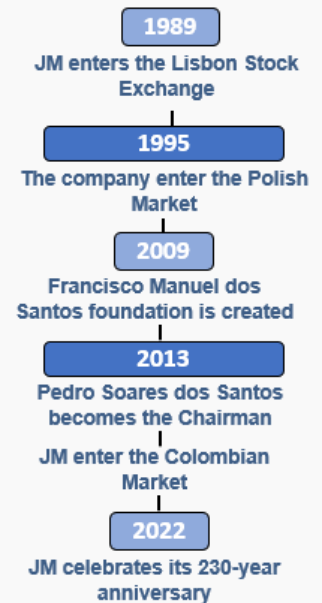 1989
JM enters the Lisbon Stock
Exchange
1995
The company enter the Polish
Market
2009
Francisco Manuel dos
Santos foundation is created
2013
Pedro Soares dos Santos
becomes the Chairman
JM enter the Colombian
Market
2022
JM celebrates its 230-year
anniversary